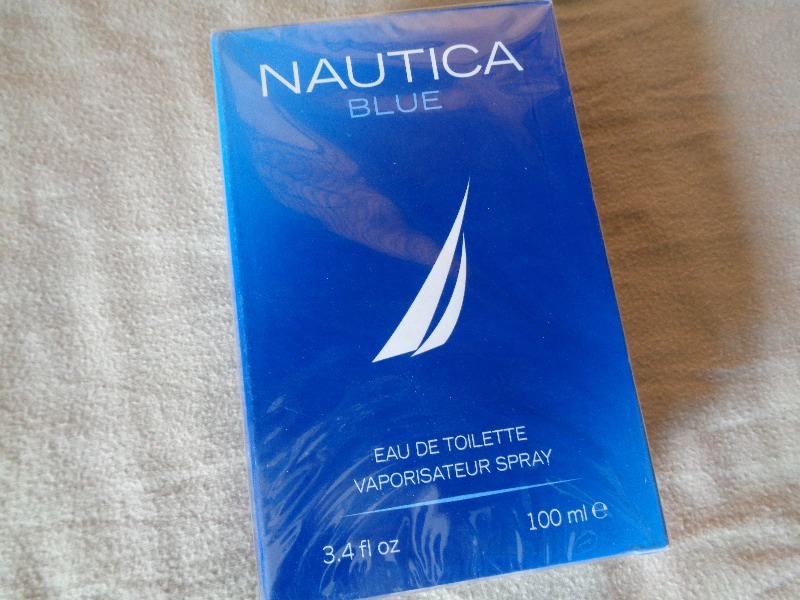 NAUTICA
BLUE
EAU DE TOILETTE
VAPORISATEUR SPRAY
3.4 fl oz 100 ml e